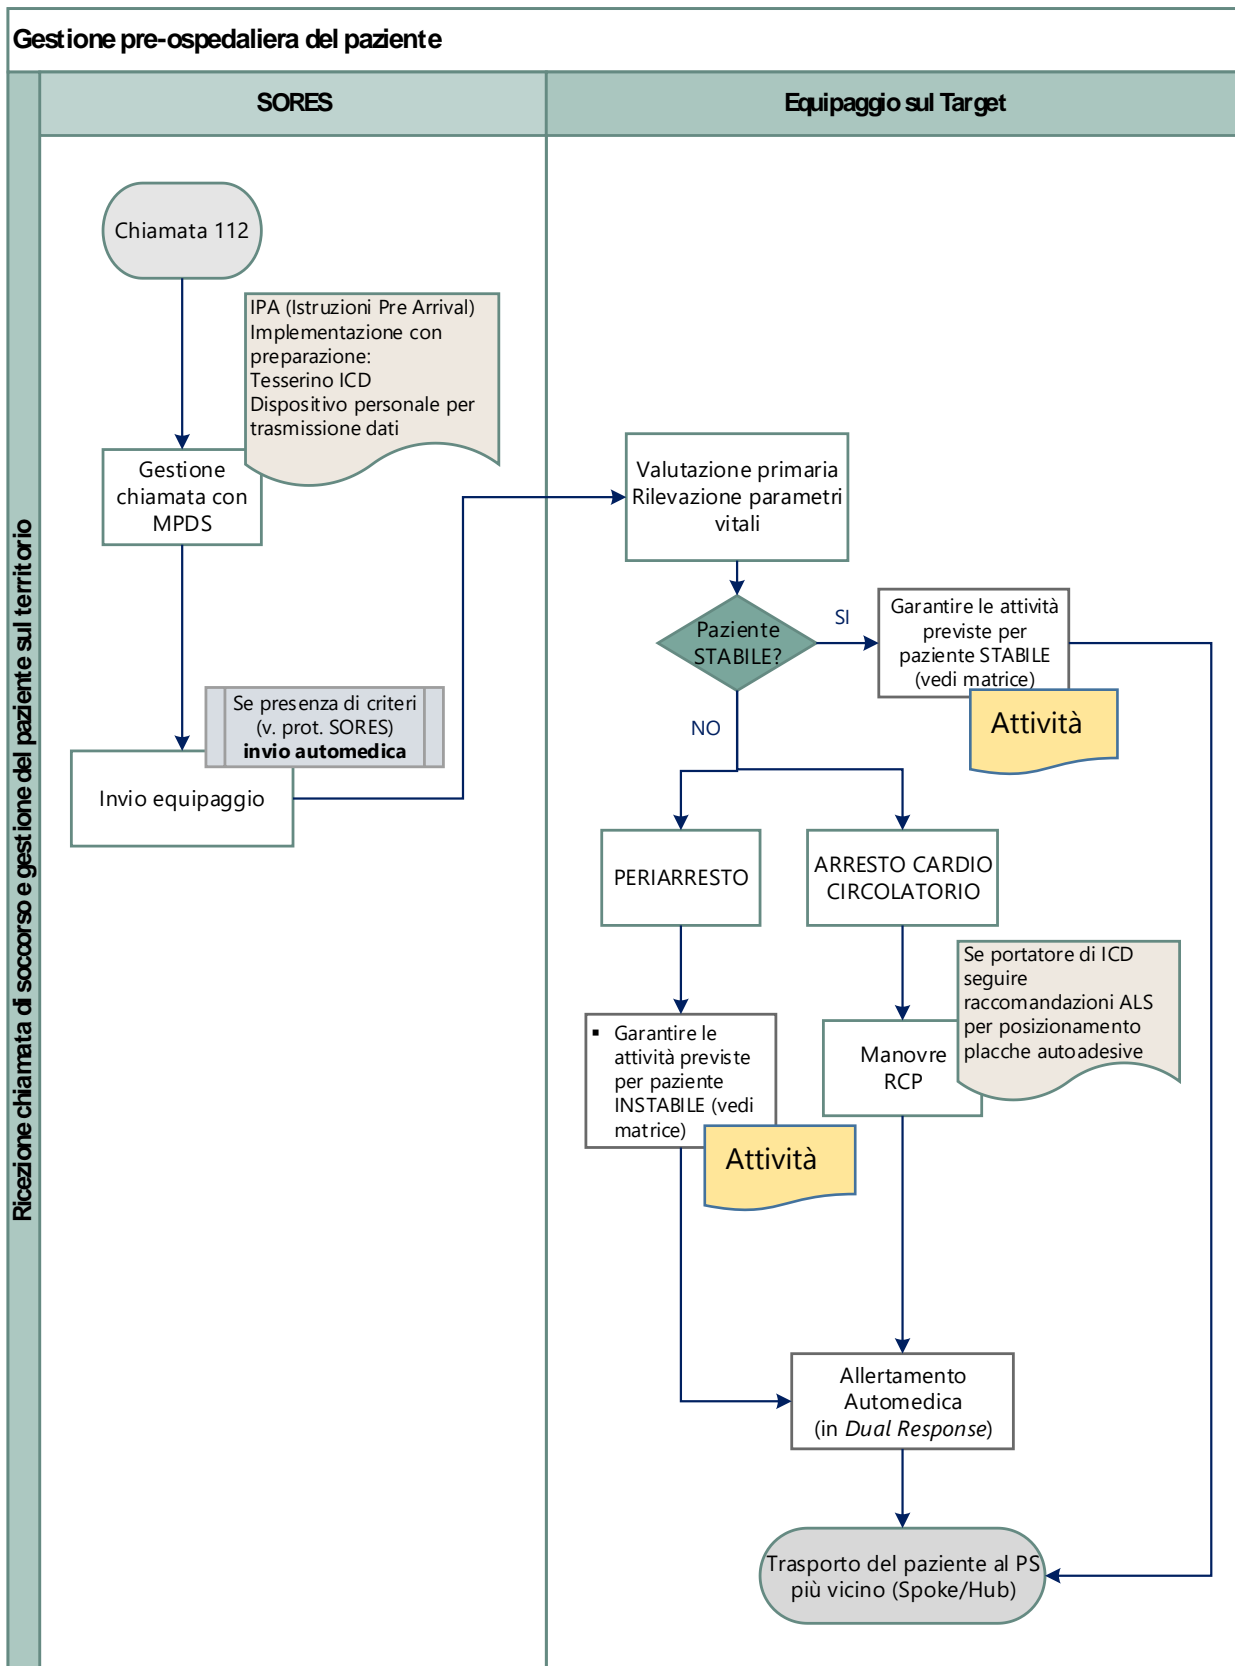 Gestione pre-ospedaliera del paziente
SORES
Equipaggio sul Target
Ricezione chiamata di soccorso e gestione del paziente sul territorio
Chiamata 112
IPA (Istruzioni Pre Arrival)
Implementazione con
preparazione:
Tesserino ICD
Dispositivo personale per
trasmissione dati
Gestione
chiamata con
MPDS
Se presenza di criteri
(v. prot. SORES)
invio automedica
Invio equipaggio
Valutazione primaria
Rilevazione parametri
vitali
Paziente
STABILE?
SI
Garantire le attività
previste per
paziente STABILE
(vedi matrice)
Attività
NO
PERIARRESTO
ARRESTO CARDIO
CIRCOLATORIO
Se portatore di ICD
seguire
raccomandazioni ALS
per posizionamento
placche autoadesive
▪ Garantire le
attività previste
per paziente
INSTABILE (vedi
matrice)
Attività
Manovre
RCP
Allertamento
Automedica
(in Dual Response)
Trasporto del paziente al PS
più vicino (Spoke/Hub)